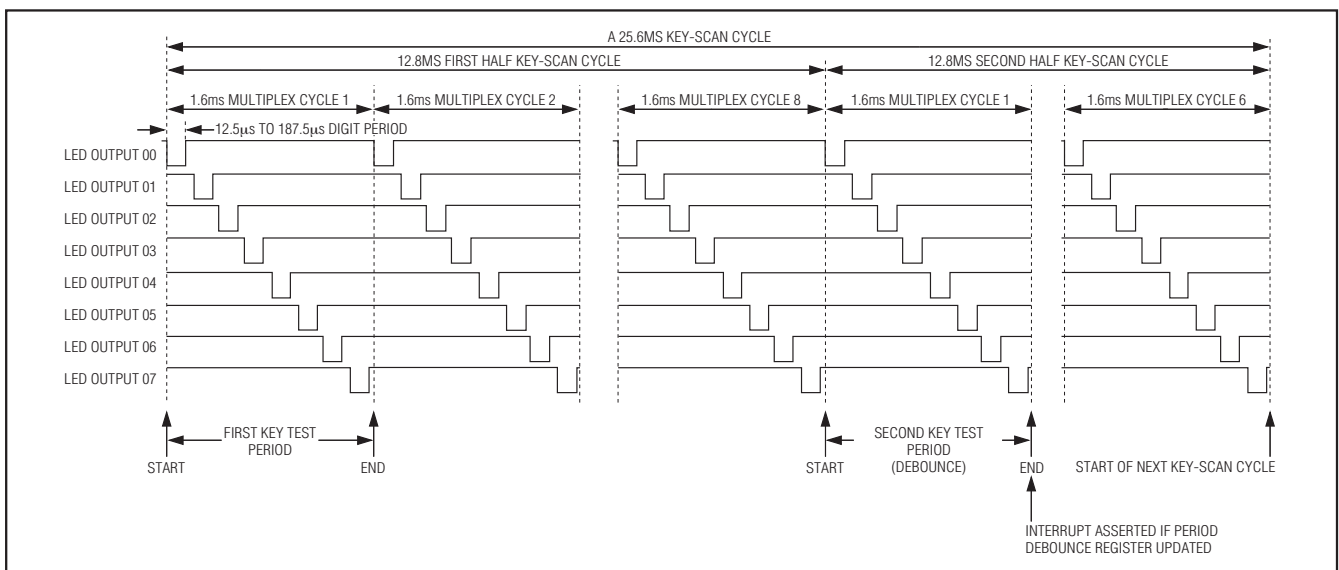 A 25.6MS KEY-SCAN CYCLE
12.8MS FIRST HALF KEY-SCAN CYCLE
12.8MS SECOND HALF KEY-SCAN CYCLE
1.6ms MULTIPLEX CYCLE 1
1.6ms MULTIPLEX CYCLE 2
1.6ms MULTIPLEX CYCLE 8
1.6ms MULTIPLEX CYCLE 1
1.6ms MULTIPLEX CYCLE 6
12.5µs TO 187.5µs DIGIT PERIOD
LED OUTPUT 00
LED OUTPUT 01
LED OUTPUT 02
LED OUTPUT 03
LED OUTPUT 04
LED OUTPUT 05
LED OUTPUT 06
LED OUTPUT 07
FIRST KEY TEST
PERIOD
START
END
SECOND KEY TEST
PERIOD
(DEBOUNCE)
START
END
START OF NEXT KEY-SCAN CYCLE
INTERRUPT ASSERTED IF PERIOD
DEBOUNCE REGISTER UPDATED